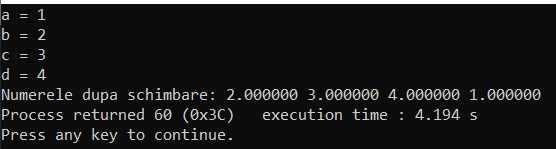 a = 1
b = 2
c = 3
d = 4
Numerele dupa schimbare: 2.000000 3.000000 4.000000 1.000000
Process returned 60 (0x3C)   execution time : 4.194 s
Press any key to continue.